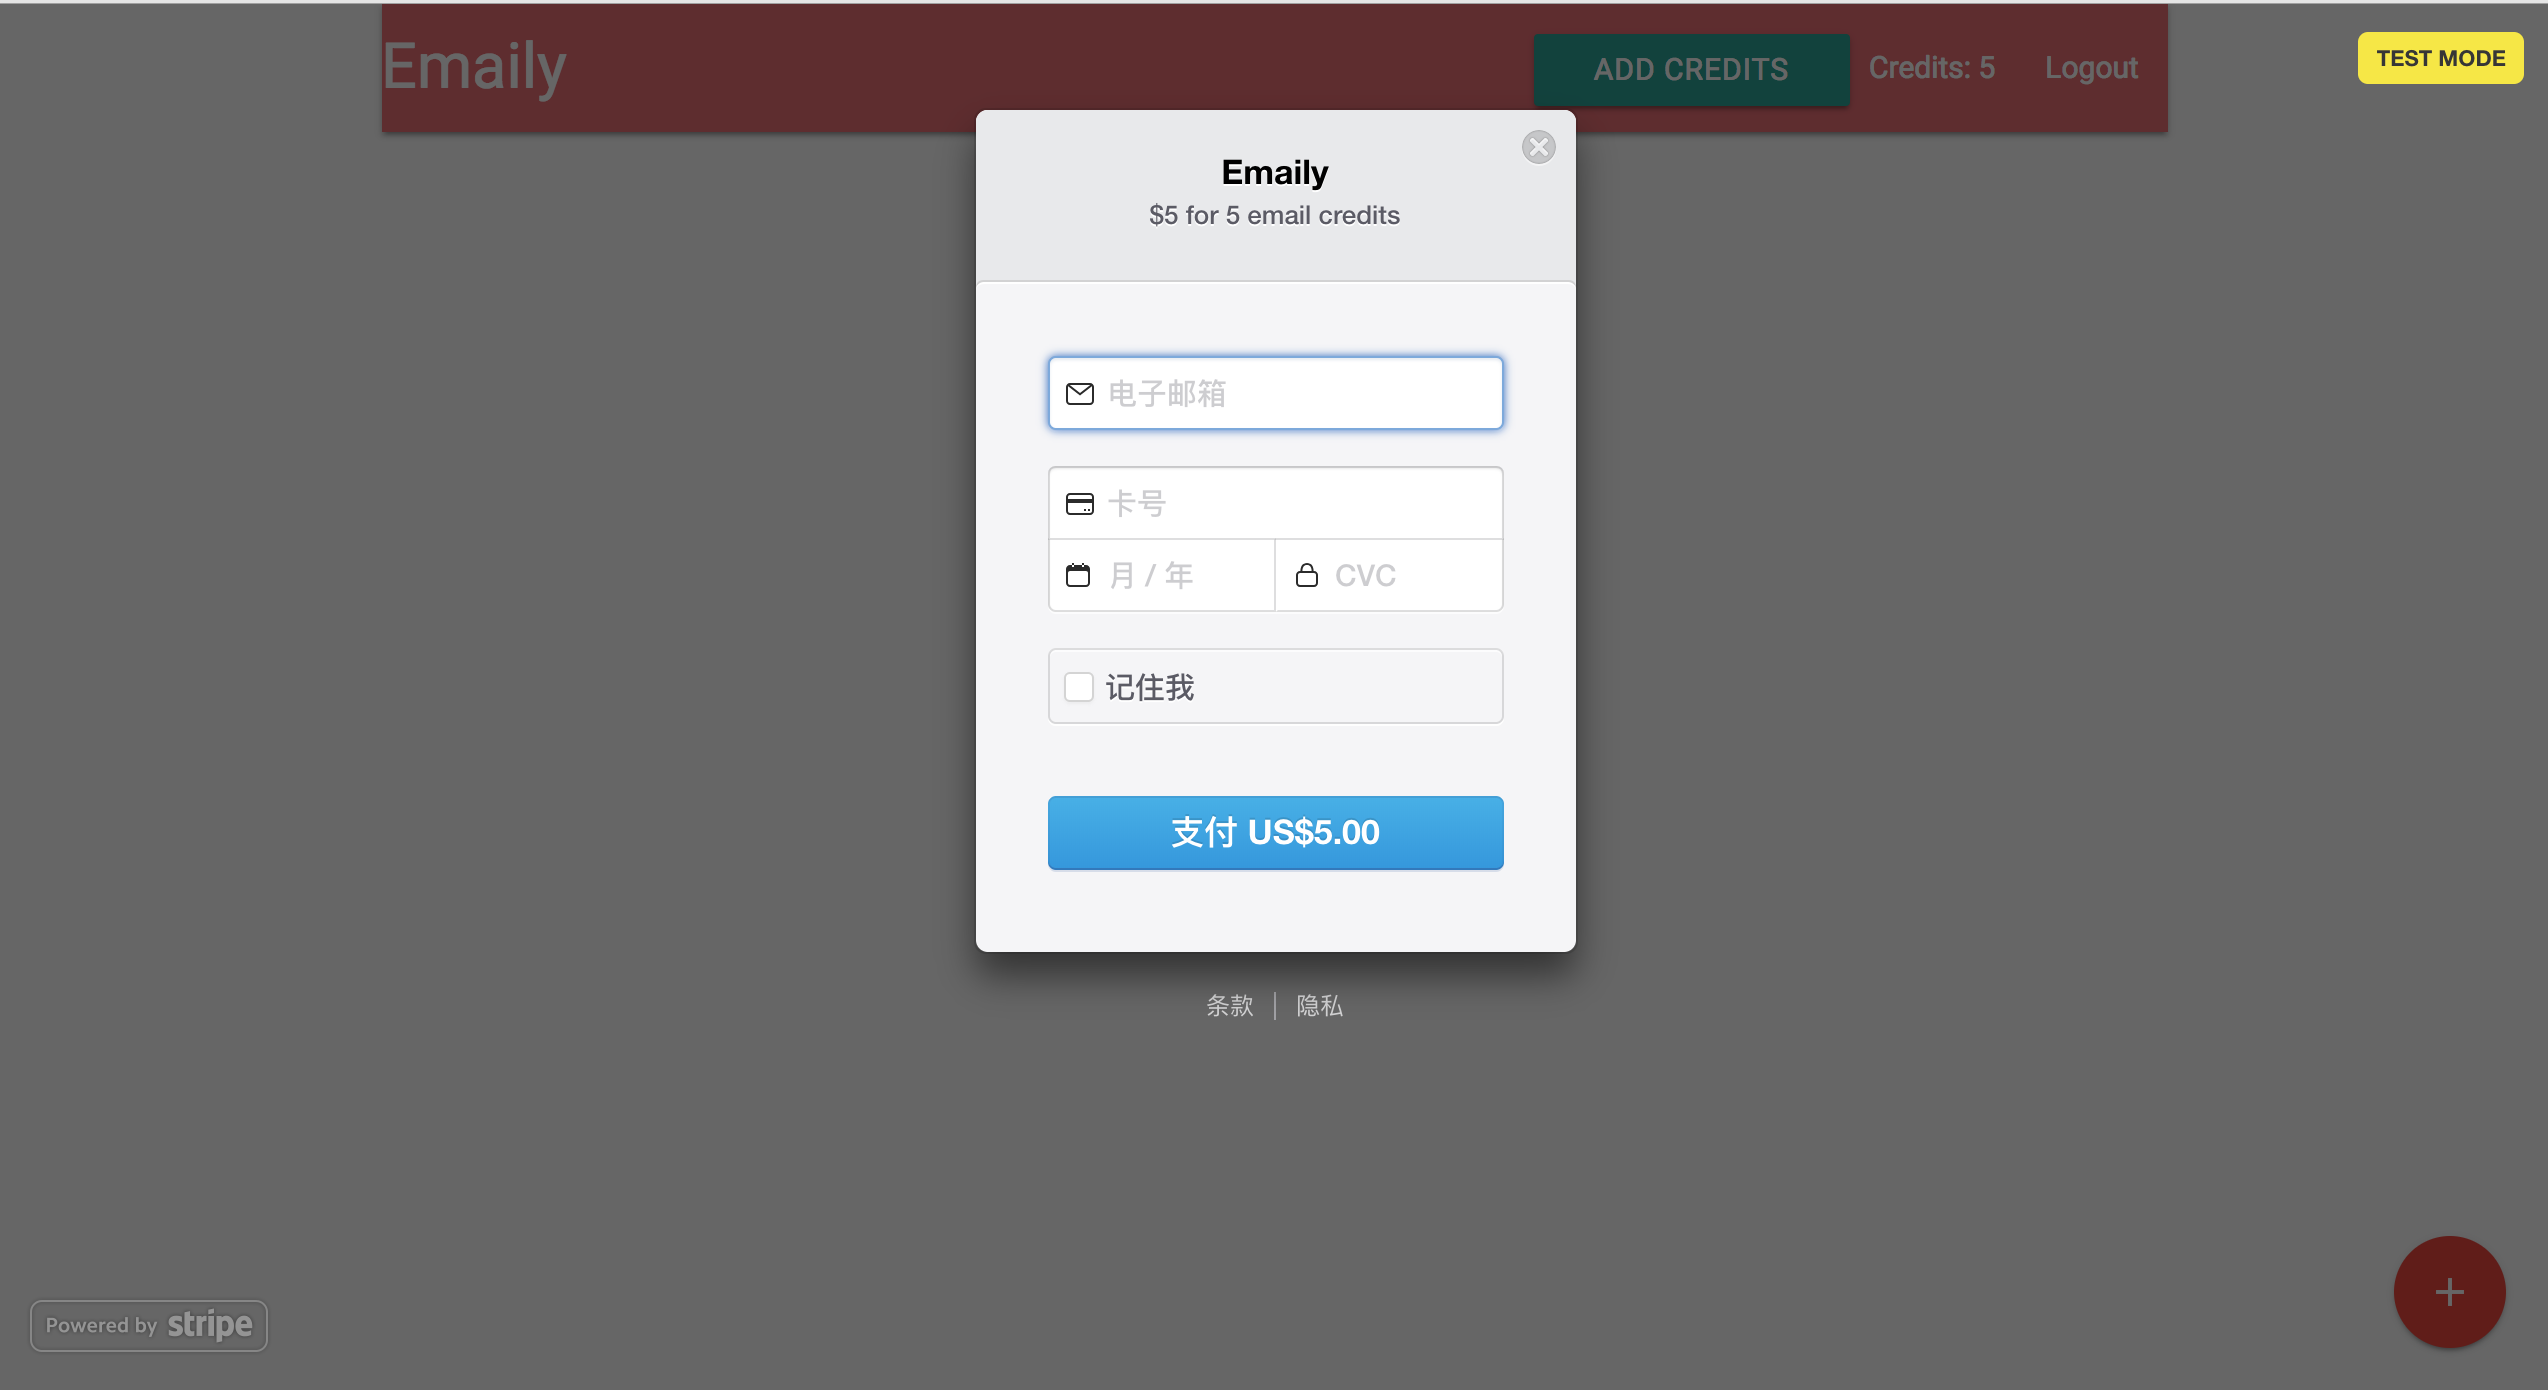 Emaily
ADD CREDITS
Credits: 5
Logout
TEST MODE
Emaily
$5 for 5 email credits
电子邮箱
卡号
月 / 年
CVC
记住我
支付 US$5.00
条款
隐私
Powered by stripe